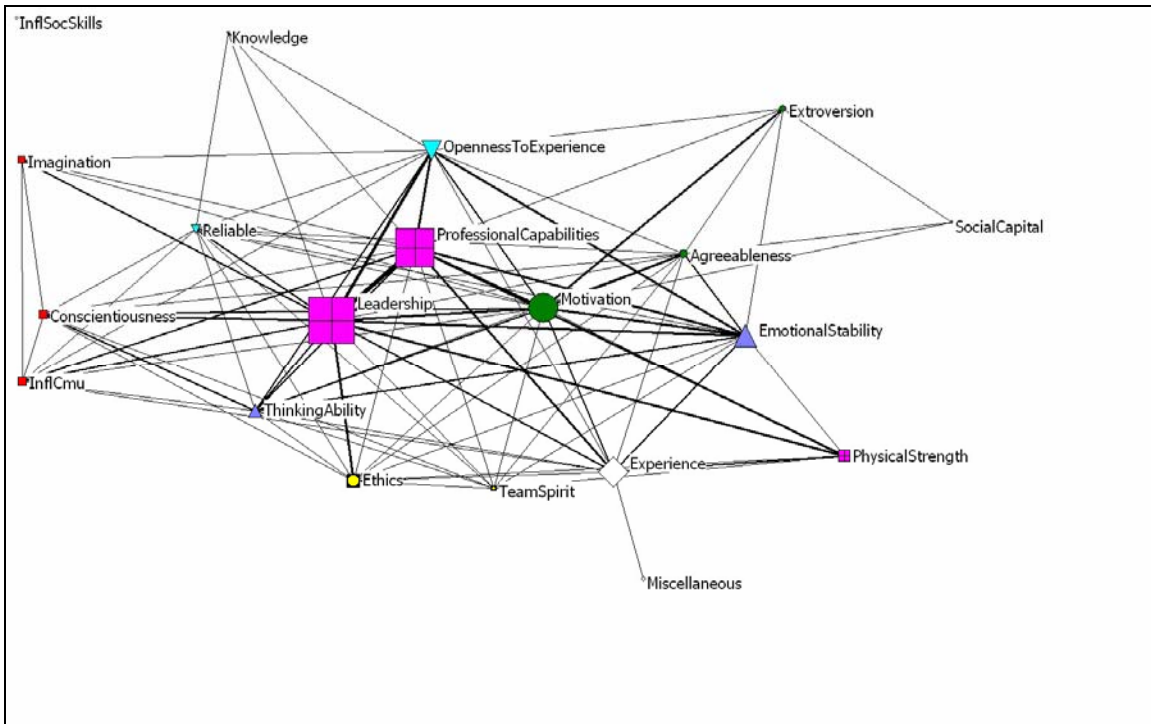 InflSocSkills
Knowledge
Extroversion
OpennessToExperience
Imagination
SocialCapital
Reliable
ProfessionalCapabilities
Agreeableness
Motivation
Leadership
Conscientiousness
EmotionalStability
InflCmu
ThinkingAbility
PhysicalStrength
Experience
Ethics
TeamSpirit
Miscellaneous